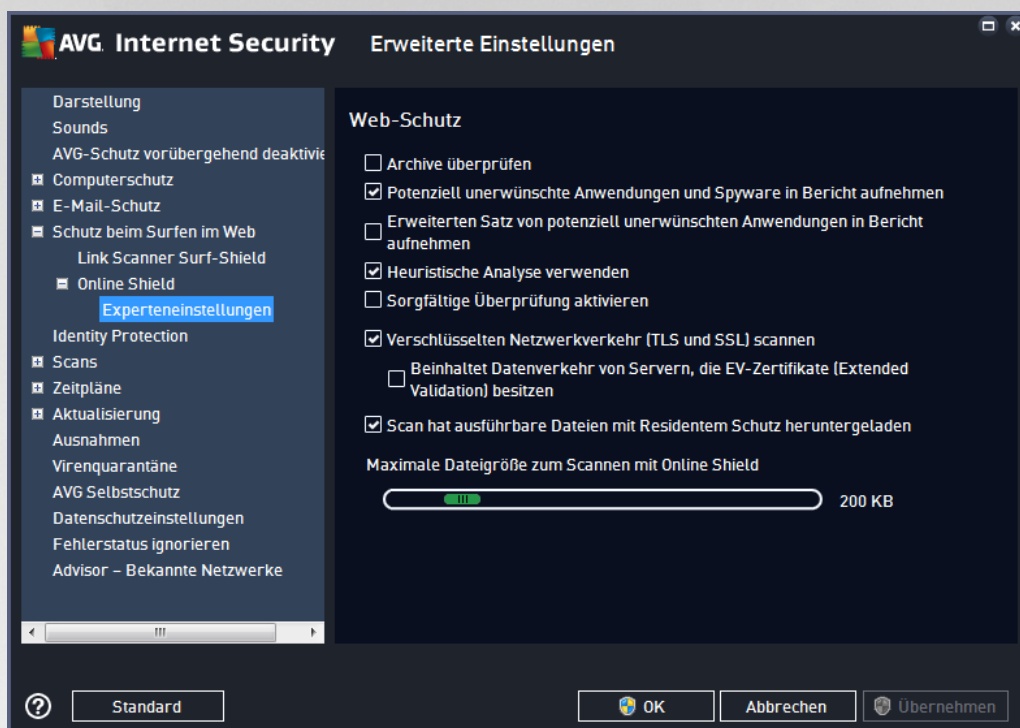 AVG. Internet Security Erweiterte Einstellungen
Darstellung
Sounds
AVG-Schutz vorübergehend deaktivie
Computerschutz
E-Mail-Schutz
Schutz beim Surfen im Web
Link Scanner Surf-Shield
Online Shield
Experteneinstellungen
Identity Protection
Scans
Zeitpläne
Aktualisierung
Ausnahmen
Virenquarantäne
AVG Selbstschutz
Datenschutzeinstellungen
Fehlerstatus ignorieren
Advisor – Bekannte Netzwerke
Web-Schutz
Archive überprüfen
Potenziell unerwünschte Anwendungen und Spyware in Bericht aufnehmen
Erweiterten Satz von potenziell unerwünschten Anwendungen in Bericht
aufnehmen
Heuristische Analyse verwenden
Sorgfältige Überprüfung aktivieren
Verschlüsselten Netzwerkverkehr (TLS und SSL) scannen
Beinhaltet Datenverkehr von Servern, die EV-Zertifikate (Extended
Validation) besitzen
Scan hat ausführbare Dateien mit Residentem Schutz heruntergeladen
Maximale Dateigröße zum Scannen mit Online Shield
200 KB
Standard
OK
Abbrechen
Übernehmen